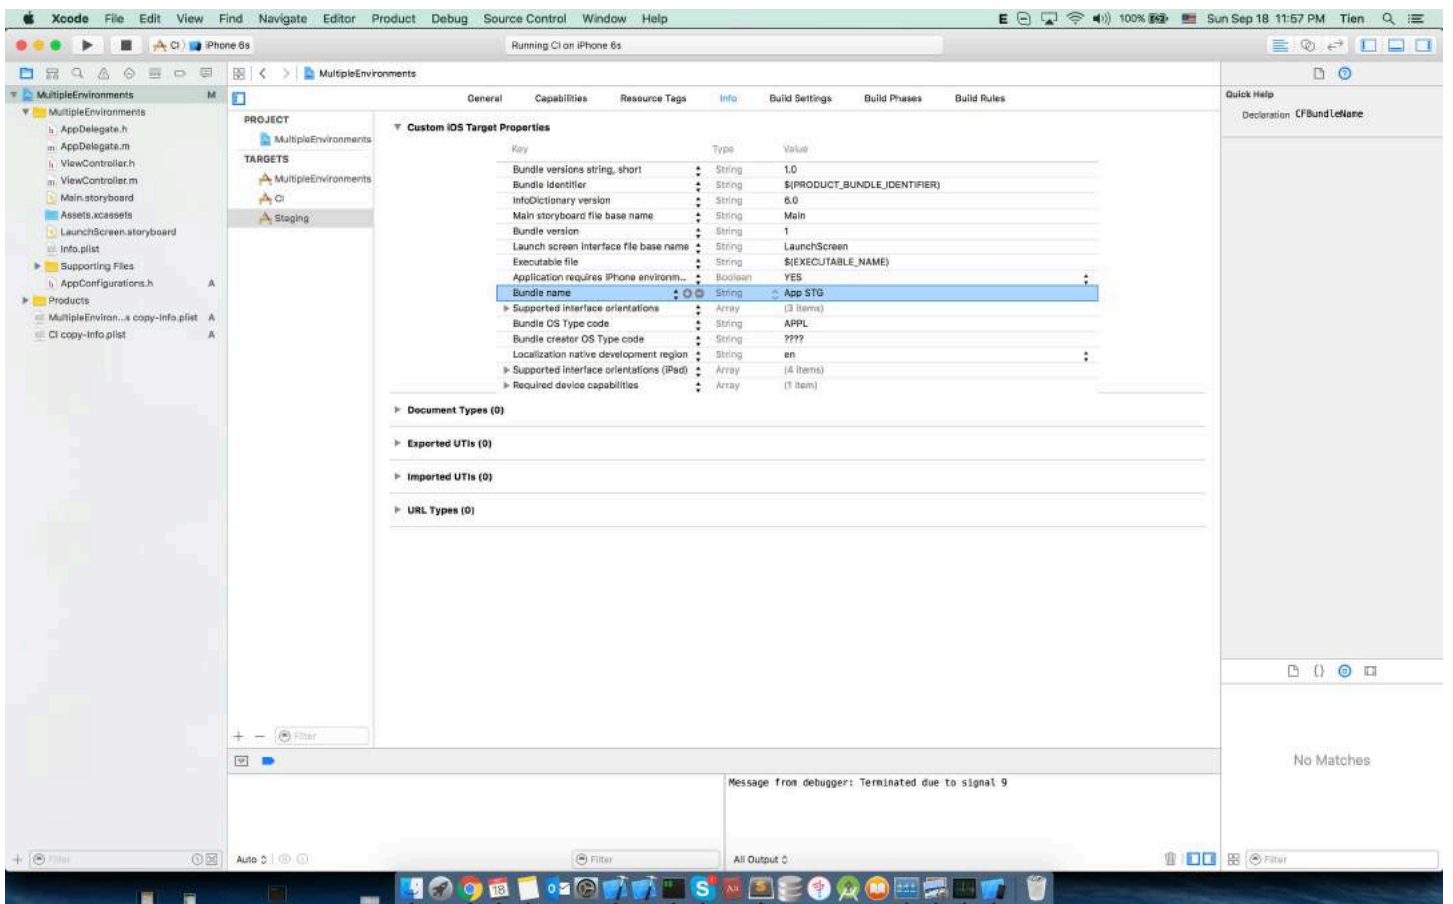 Xcode File Edit View Find Navigate Editor Product Debug Source Control Window Help 100% Sun Sep 18 11:57 PM Tien
CI iPhone 6s Running CI on iPhone 6s
MultipleEnvironments
MultipleEnvironments M
MultipleEnvironments
AppDelegate.h
AppDelegate.m
ViewController.h
ViewController.m
Main.storyboard
Assets.xcassets
LaunchScreen.storyboard
Info.plist
Supporting Files
AppConfigurations.h A
Products
MultipleEnviron...s copy-Info.plist A
CI copy-Info.plist A
General Capabilities Resource Tags Info Build Settings Build Phases Build Rules
PROJECT
MultipleEnvironments
TARGETS
MultipleEnvironments
CI
Staging
Custom iOS Target Properties
Key Type Value
Bundle versions string, short String 1.0
Bundle identifier String $(PRODUCT_BUNDLE_IDENTIFIER)
InfoDictionary version String 6.0
Main storyboard file base name String Main
Bundle version String 1
Launch screen interface file base name String LaunchScreen
Executable file String $(EXECUTABLE_NAME)
Application requires iPhone environm... Boolean YES
Bundle name String App STG
Supported interface orientations Array (3 items)
Bundle OS Type code String APPL
Bundle creator OS Type code String ????
Localization native development region String en
Supported interface orientations (iPad) Array (4 items)
Required device capabilities Array (1 item)
Document Types (0)
Exported UTIs (0)
Imported UTIs (0)
URL Types (0)
Quick Help
Declaration CFBundleName
No Matches
Filter
Message from debugger: Terminated due to signal 9
Filter
Auto
Filter
All Output
Filter